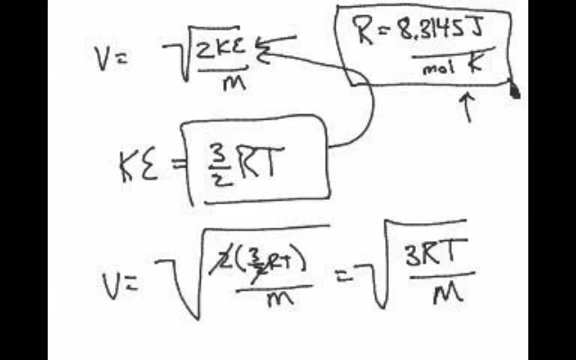 V = √(2KE/m)
R = 8.3145 J / mol K
KE = 3/2 RT
V = √(2(3/2 RT)/m) = √(3RT/M)